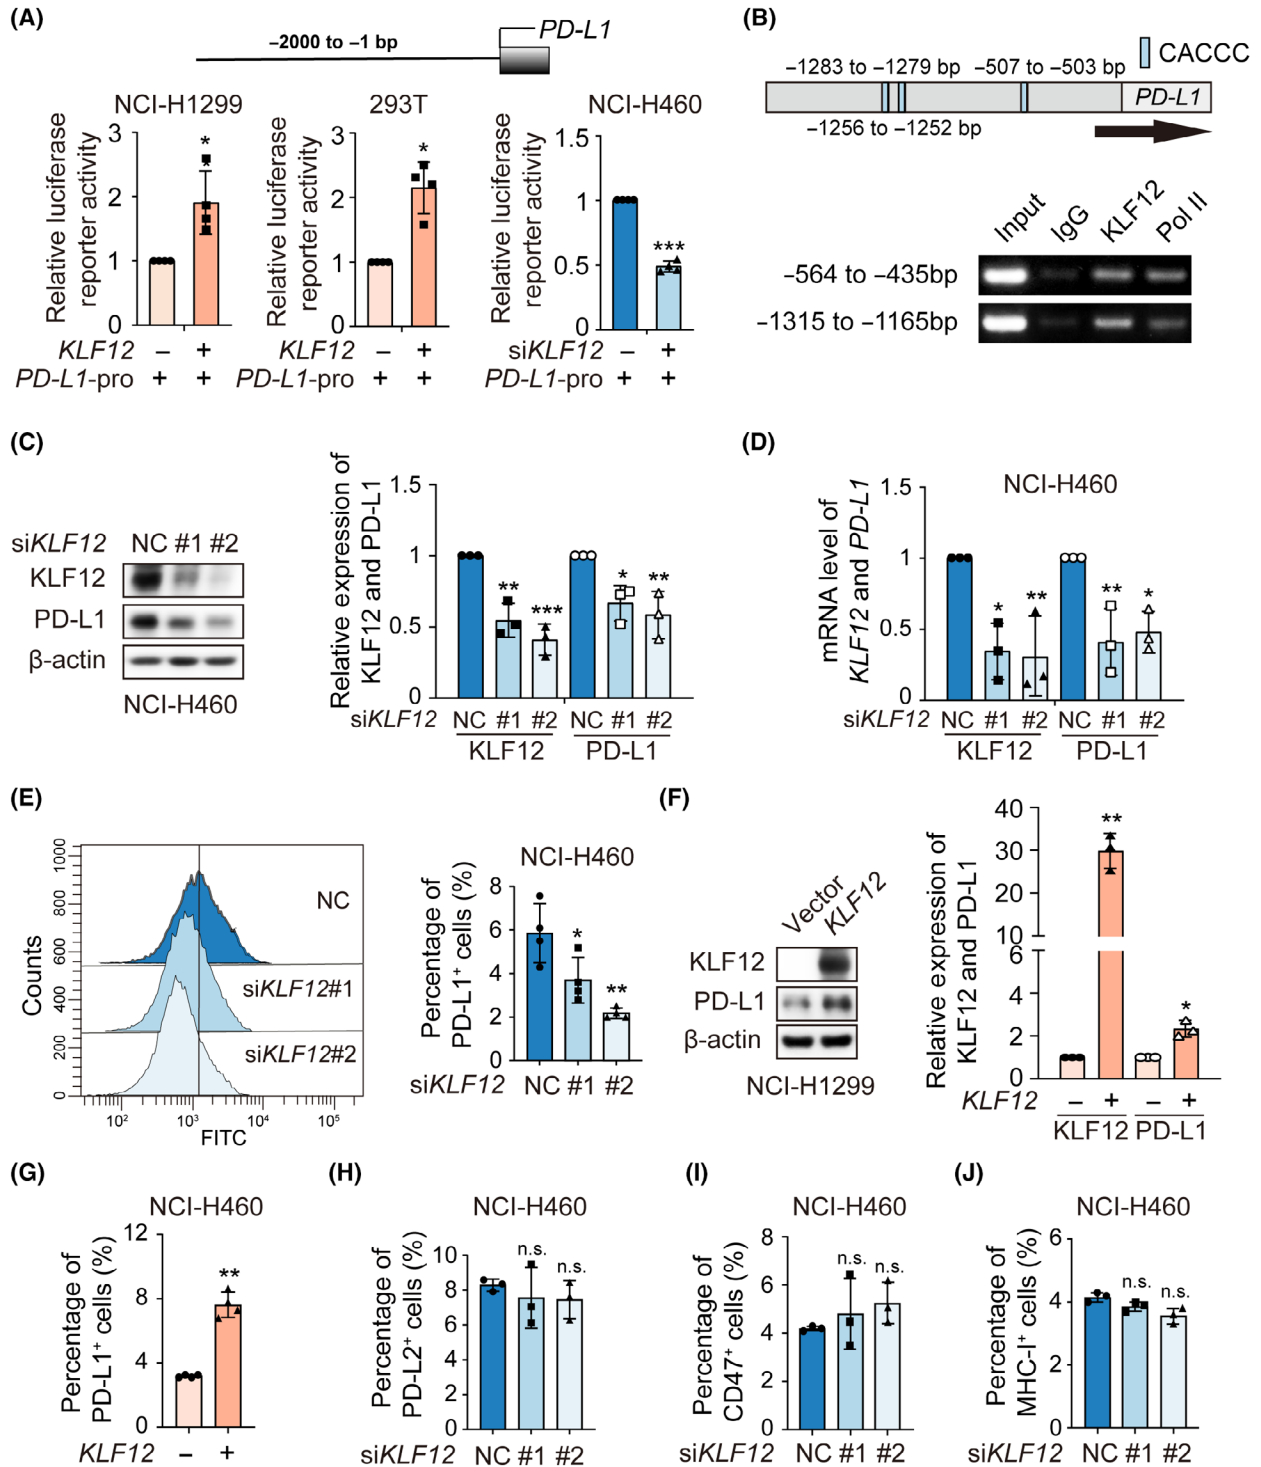 (A)
–2000 to –1 bp
PD-L1
NCI-H1299
Relative luciferase
reporter activity
3
2
1
0
*
*
KLF12 – +
PD-L1-pro + +
293T
Relative luciferase
reporter activity
3
2
1
0
*
KLF12 – +
PD-L1-pro + +
NCI-H460
Relative luciferase
reporter activity
1.5
1
0.5
0
***
siKLF12 – +
PD-L1-pro + +
(B)
CACCC
–1283 to –1279 bp –507 to –503 bp
PD-L1
–1256 to –1252 bp
Input IgG KLF12 Pol II
–564 to –435bp
–1315 to –1165bp
(C)
siKLF12 NC #1 #2
KLF12
PD-L1
β-actin
NCI-H460
Relative expression of
KLF12 and PD-L1
1.5
1
0.5
0
** *** * **
siKLF12 NC #1 #2 NC #1 #2
KLF12 PD-L1
(D)
NCI-H460
mRNA level of
KLF12 and PD-L1
1.5
1
0.5
0
* ** ** *
siKLF12 NC #1 #2 NC #1 #2
KLF12 PD-L1
(E)
Counts
1000
800
600
400
200
0
NC
siKLF12#1
siKLF12#2
10² 10³ 10⁴ 10⁵
FITC
NCI-H460
Percentage of
PD-L1⁺ cells (%)
8
6
4
2
0
* **
siKLF12 NC #1 #2
(F)
Vector KLF12
KLF12
PD-L1
β-actin
NCI-H1299
Relative expression of
KLF12 and PD-L1
40
30
20
10
6
4
2
0
** *
KLF12 – + – +
KLF12 PD-L1
(G)
NCI-H460
Percentage of
PD-L1⁺ cells (%)
12
8
4
0
**
KLF12 – +
(H)
NCI-H460
Percentage of
PD-L2⁺ cells (%)
10
8
6
4
2
0
n.s. n.s.
siKLF12 NC #1 #2
(I)
NCI-H460
Percentage of
CD47⁺ cells (%)
8
6
4
2
0
n.s. n.s.
siKLF12 NC #1 #2
(J)
NCI-H460
Percentage of
MHC-I⁺ cells (%)
6
4
2
0
n.s. n.s.
siKLF12 NC #1 #2